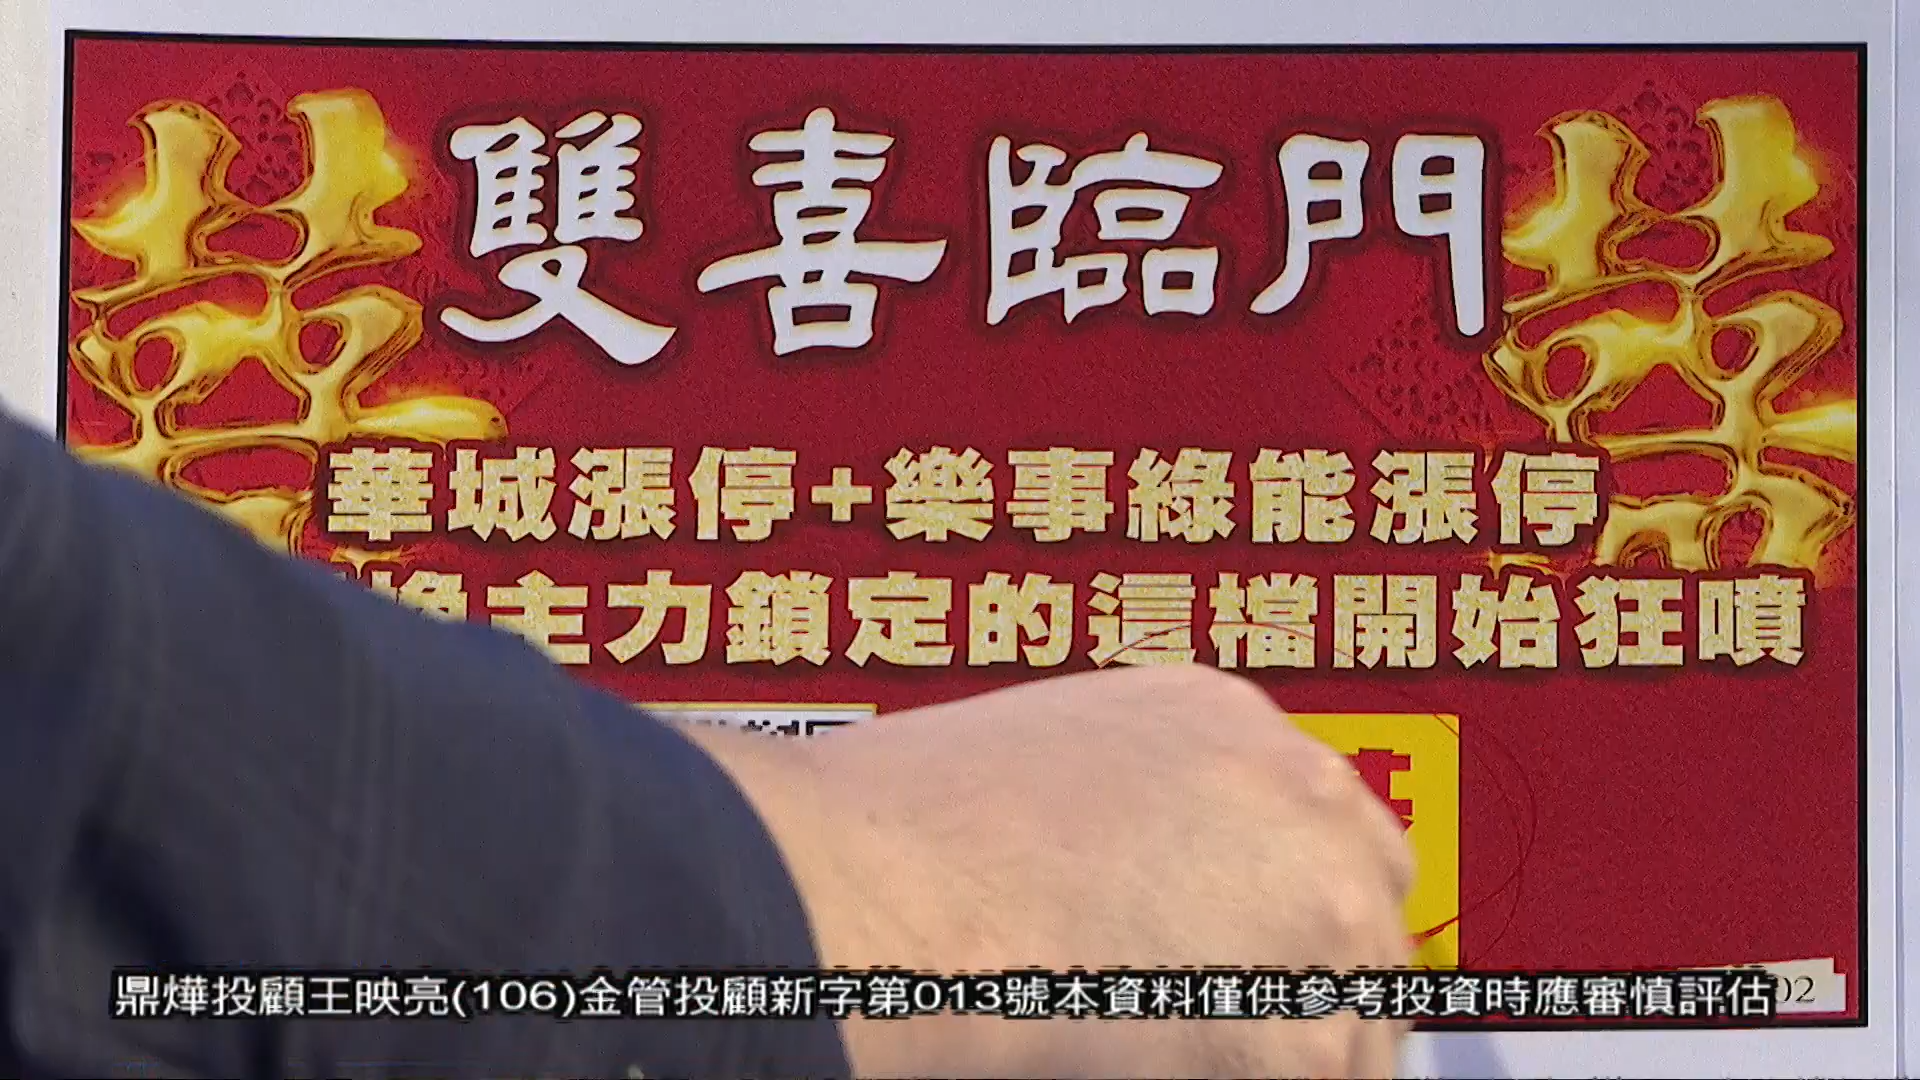 雙喜臨門
華城漲停+樂事綠能漲停
主力鎖定的這檔開始狂噴
鼎燁投顧王映亮(106)金管投顧新字第013號本資料僅供參考投資時應審慎評估
02